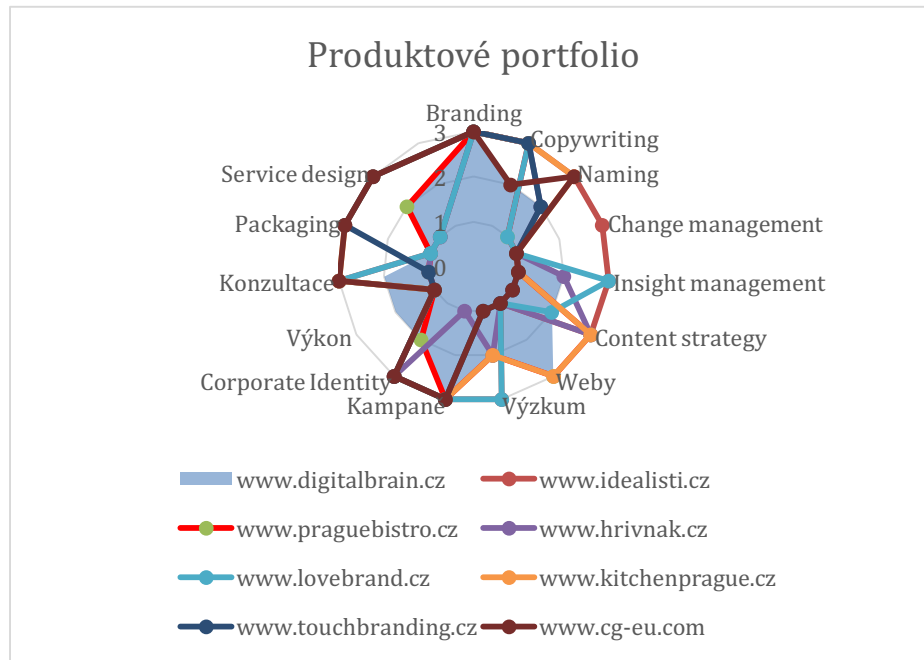 Produktové portfolio
Branding
Copywriting
Naming
Change management
Insight management
Content strategy
Weby
Výzkum
Kampaně
Corporate Identity
Výkon
Konzultace
Packaging
Service design
3
2
1
0
www.digitalbrain.cz
www.idealisti.cz
www.praguebistro.cz
www.hrivnak.cz
www.lovebrand.cz
www.kitchenprague.cz
www.touchbranding.cz
www.cg-eu.com